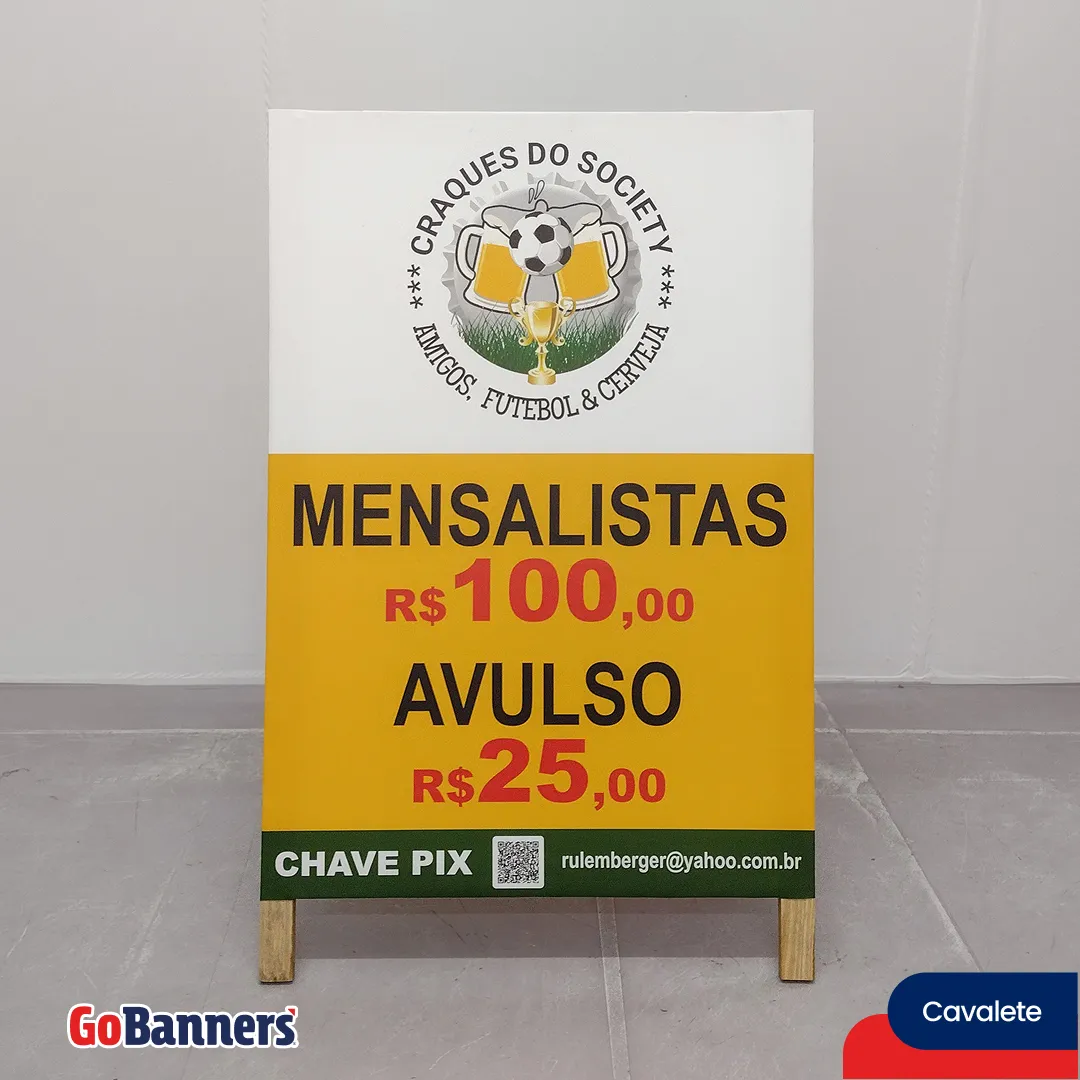 *** CRAQUES DO SOCIETY ***
AMIGOS, FUTEBOL & CERVEJA
MENSALISTAS
R$ 100,00
AVULSO
R$ 25,00
CHAVE PIX rulemberger@yahoo.com.br
GoBanners
Cavalete